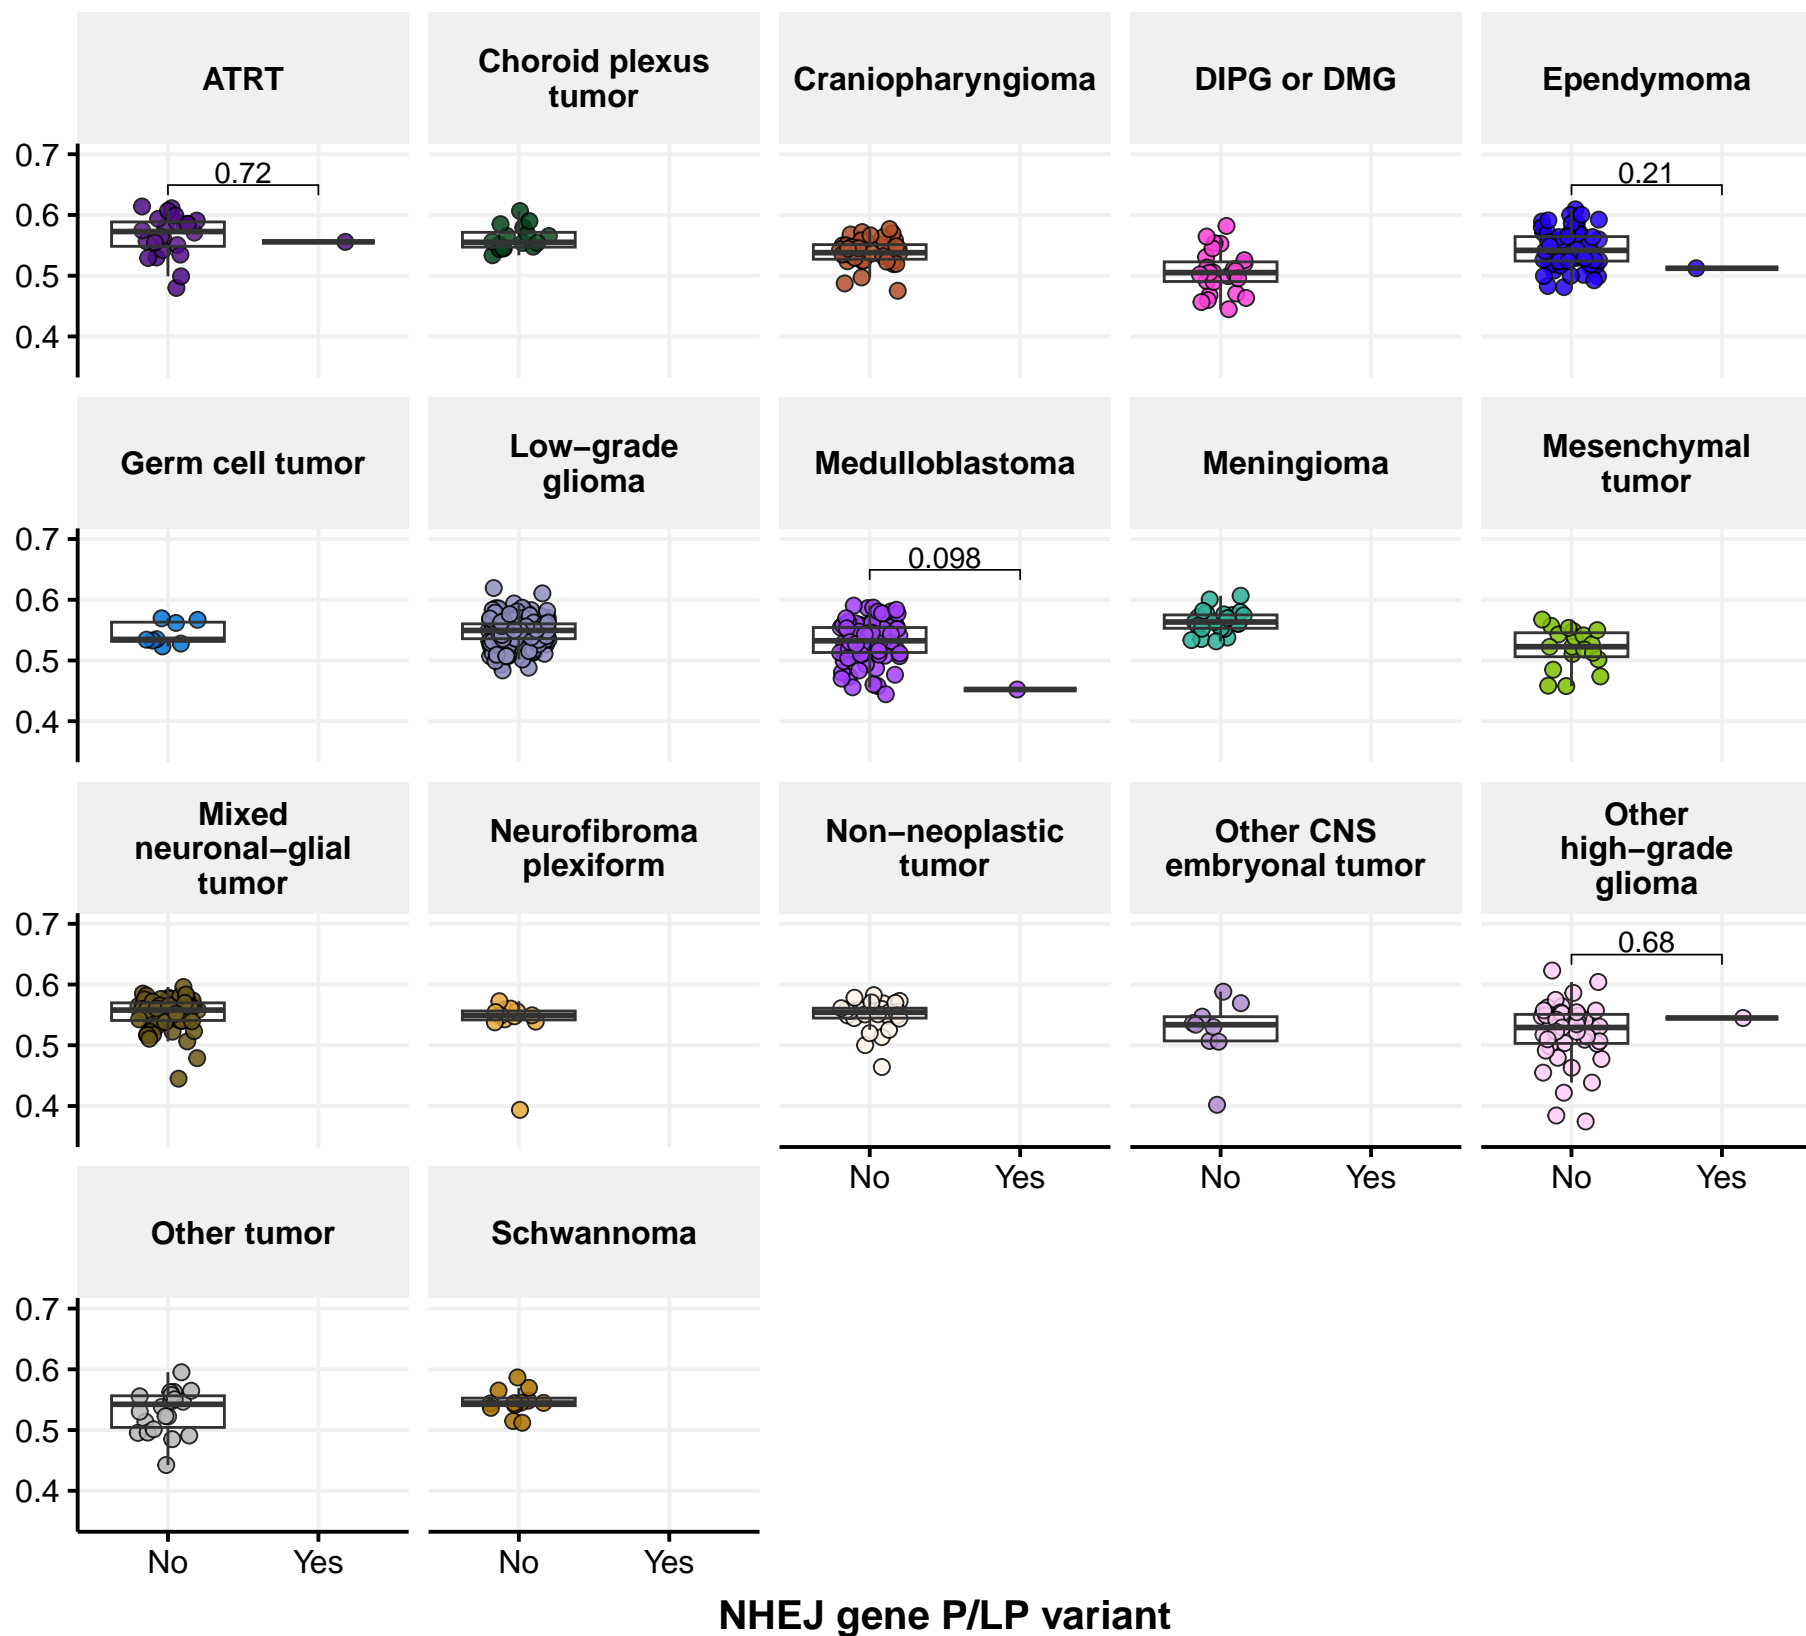 ATRT
Choroid plexus
tumor
Craniopharyngioma
DIPG or DMG
Ependymoma
0.7
0.6
0.5
0.4
0.72
0.21
Germ cell tumor
Low−grade
glioma
Medulloblastoma
Meningioma
Mesenchymal
tumor
0.7
0.6
0.5
0.4
0.098
Mixed
neuronal−glial
tumor
Neurofibroma
plexiform
Non−neoplastic
tumor
Other CNS
embryonal tumor
Other
high−grade
glioma
0.7
0.6
0.5
0.4
0.68
No Yes
No Yes
No Yes
Other tumor
Schwannoma
0.7
0.6
0.5
0.4
No Yes
No Yes
NHEJ gene P/LP variant